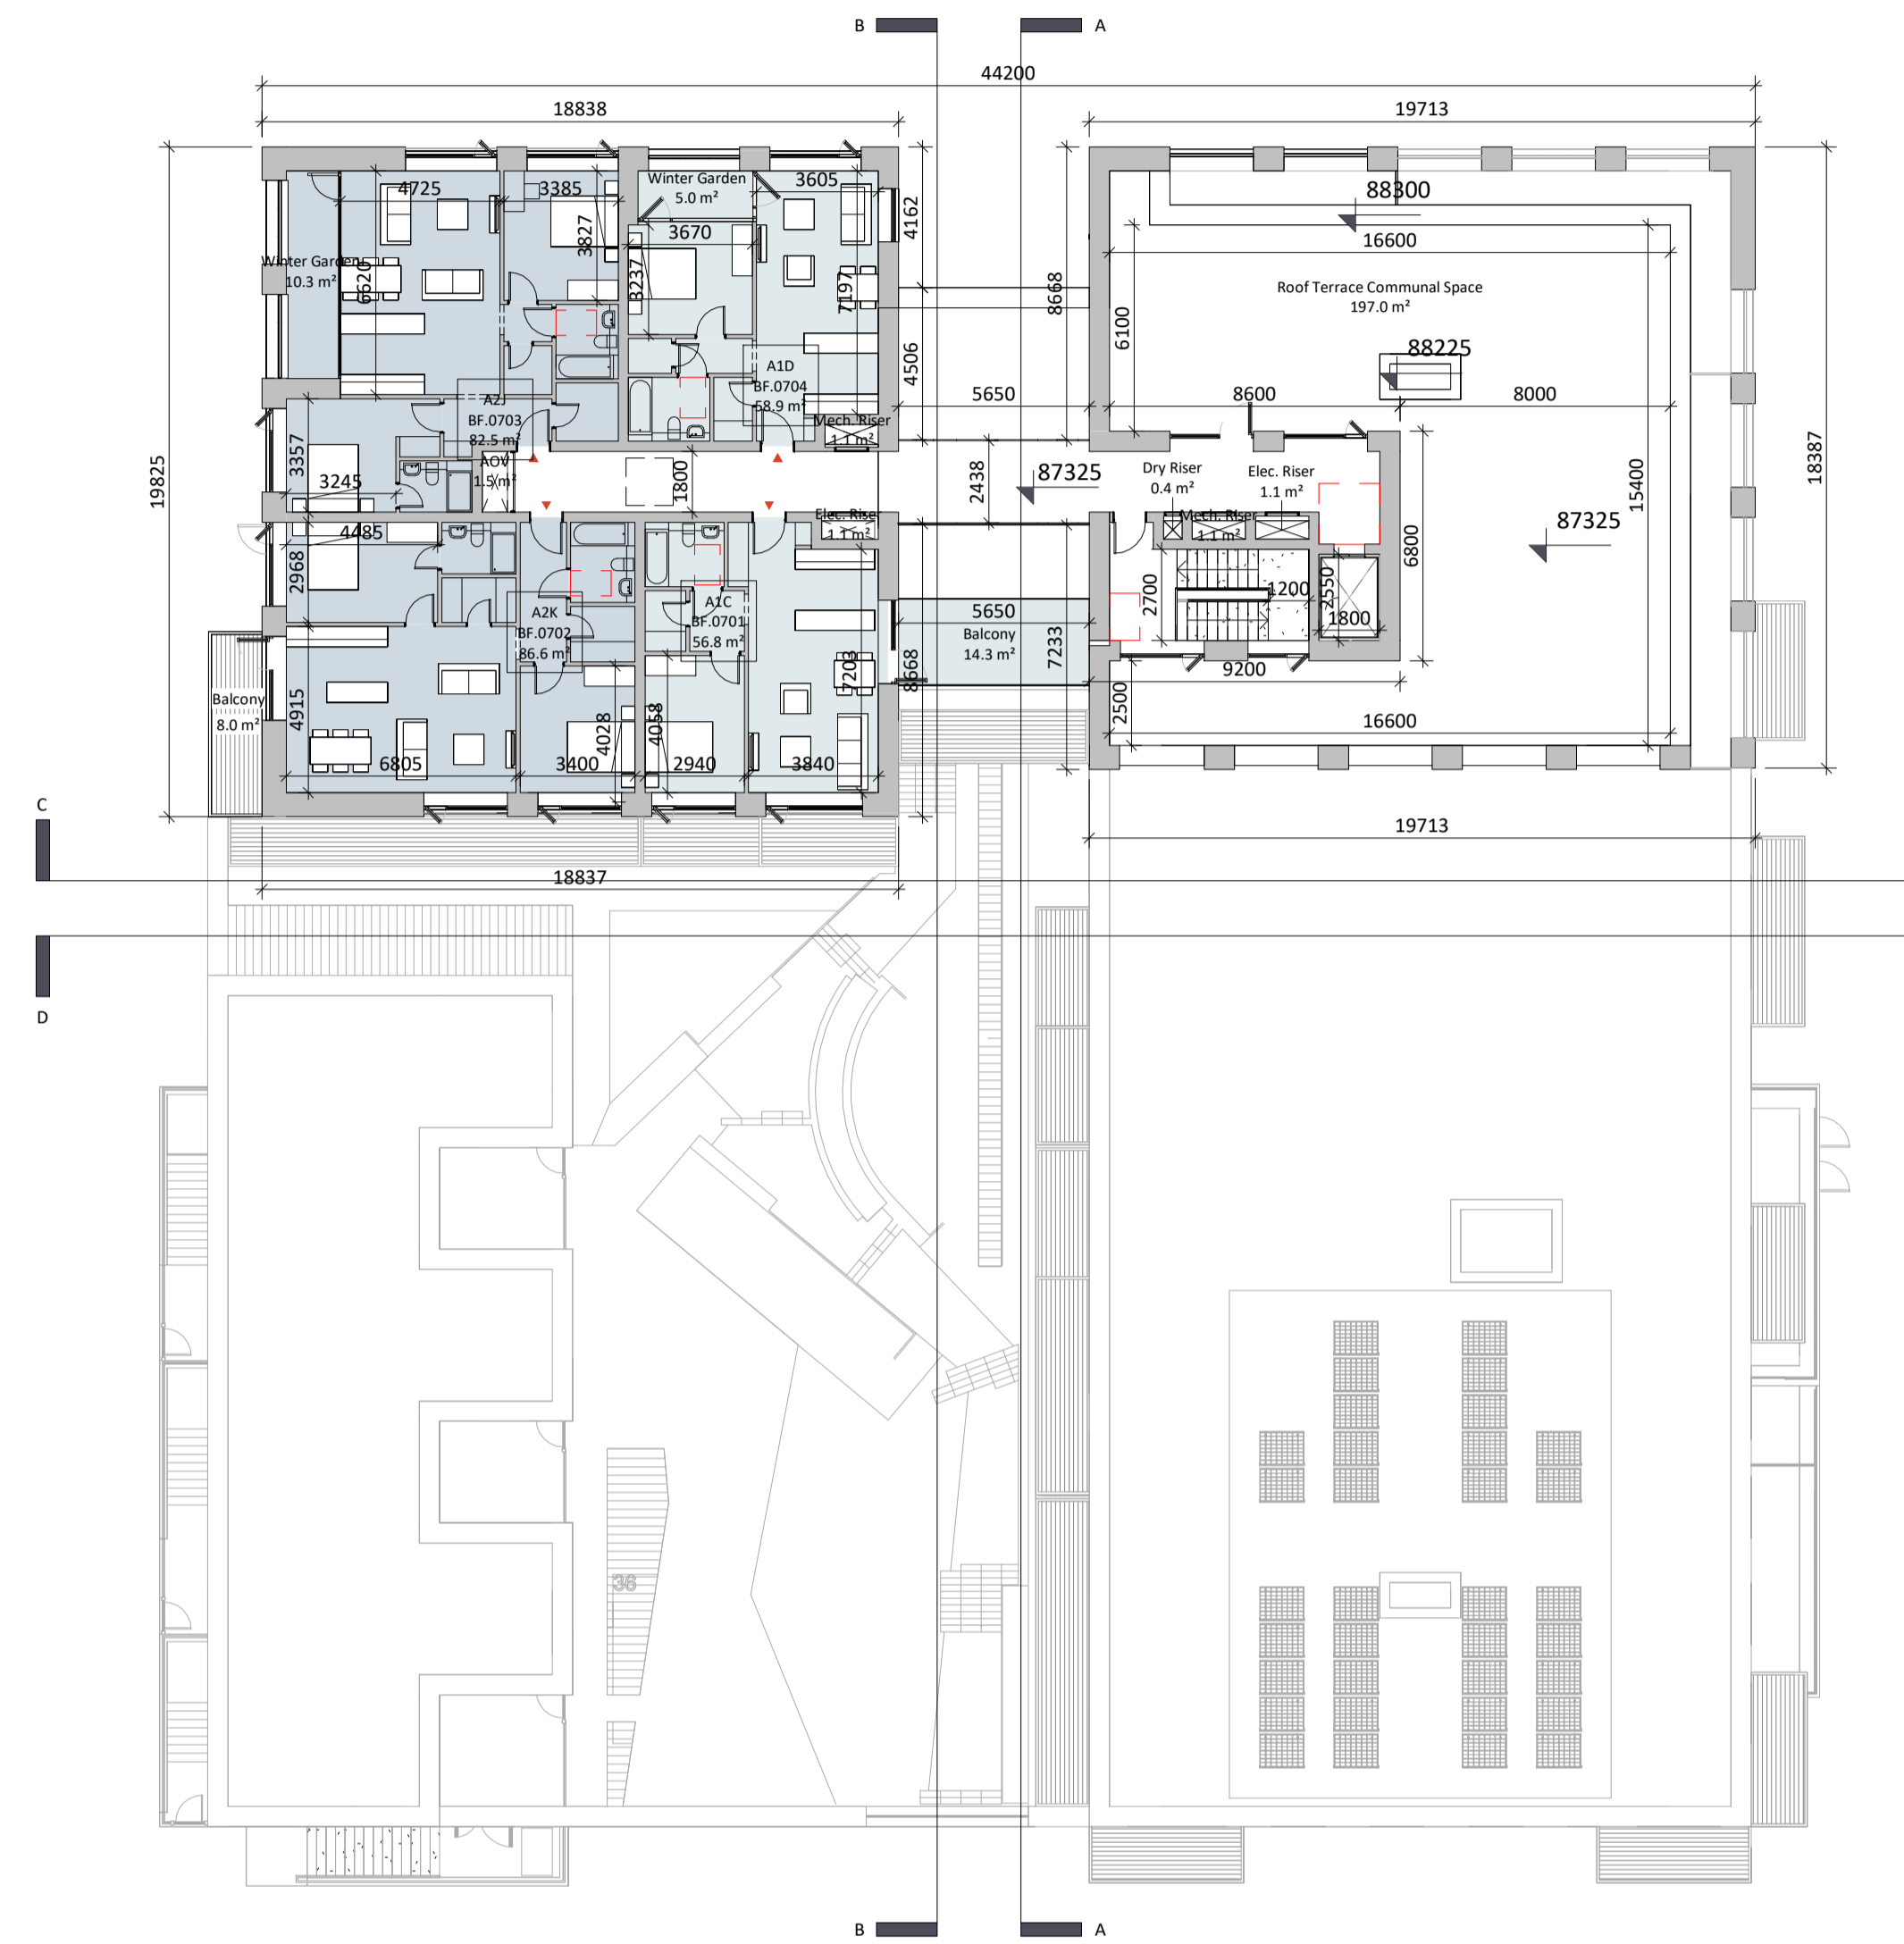 B
A
44200
18838
19713
Winter Garden
5.0 m²
4725
3385
3605
88300
3827
3670
4162
16600
Winter Garden
10.3 m²
6620
3237
7197
8668
6100
Roof Terrace Communal Space
197.0 m²
4506
88225
A1D
BF.0704
58.9 m²
5650
8600
8000
A2J
BF.0703
82.5 m²
Mech. Riser
1.1 m²
3357
AOV
1.5 m²
3245
1800
2438
87325
Dry Riser
0.4 m²
Elec. Riser
1.1 m²
19825
15400
18387
Elec. Riser
1.1 m²
Mech. Riser
1.1 m²
87325
4485
2968
6800
2700
1200
2550
1800
A2K
BF.0702
86.6 m²
A1C
BF.0701
56.8 m²
5650
Balcony
14.3 m²
7233
7203
8668
9200
Balcony
8.0 m²
4915
4028
4058
2500
16600
6805
3400
2940
3840
C
19713
18837
D
36
B
A